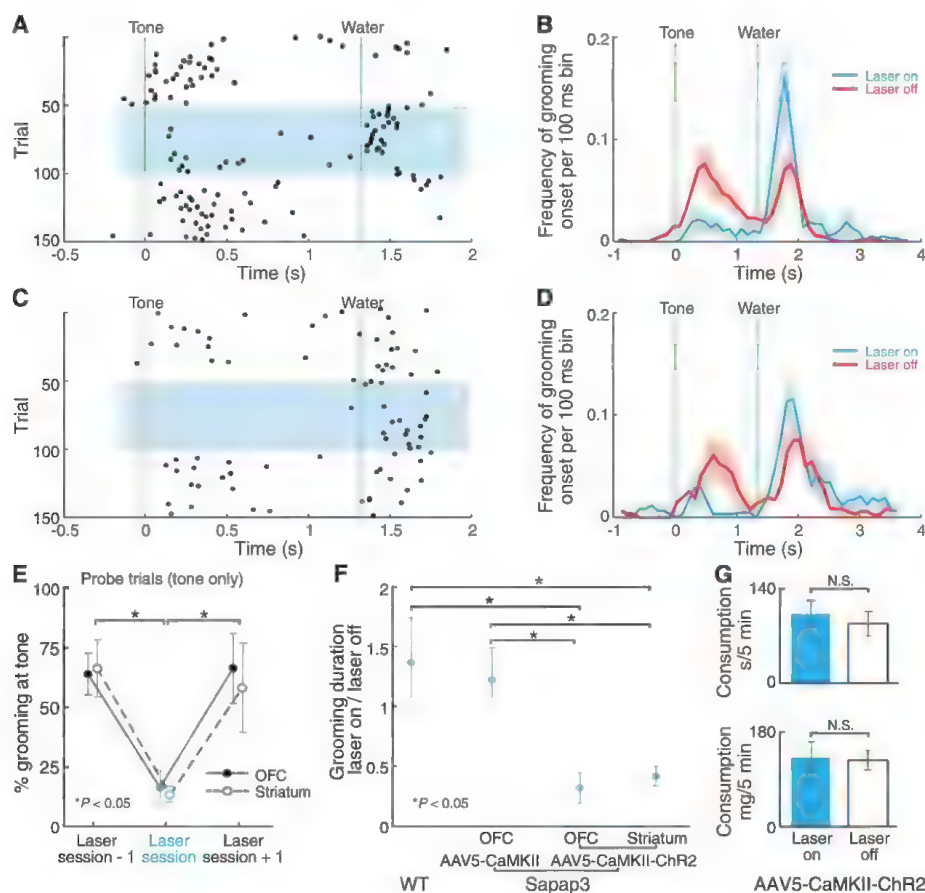 A
Tone
Water
0
50
100
150
Trial
-0.5
0
0.5
1
1.5
2
Time (s)
B
Tone
Water
0.2
0.1
0
Frequency of grooming
onset per 100 ms bin
Laser on
Laser off
-1
0
1
2
3
4
Time (s)
C
Tone
Water
0
50
100
150
Trial
-0.5
0
0.5
1
1.5
2
Time (s)
D
Tone
Water
0.2
0.1
0
Frequency of grooming
onset per 100 ms bin
Laser on
Laser off
-1
0
1
2
3
4
Time (s)
E
Probe trials (tone only)
100
75
50
25
0
% grooming at tone
*
*
OFC
Striatum
*P < 0.05
Laser
session - 1
Laser
session
Laser
session + 1
F
2
1.5
1
0.5
0
Grooming duration
laser on / laser off
*
*
*
*
*P < 0.05
OFC
OFC
Striatum
AAV5-CaMKII
AAV5-CaMKII-ChR2
WT
Sapap3
G
N.S.
140
0
Consumption
s/5 min
N.S.
180
0
Consumption
mg/5 min
Laser
on
Laser
off
AAV5-CaMKII-ChR2